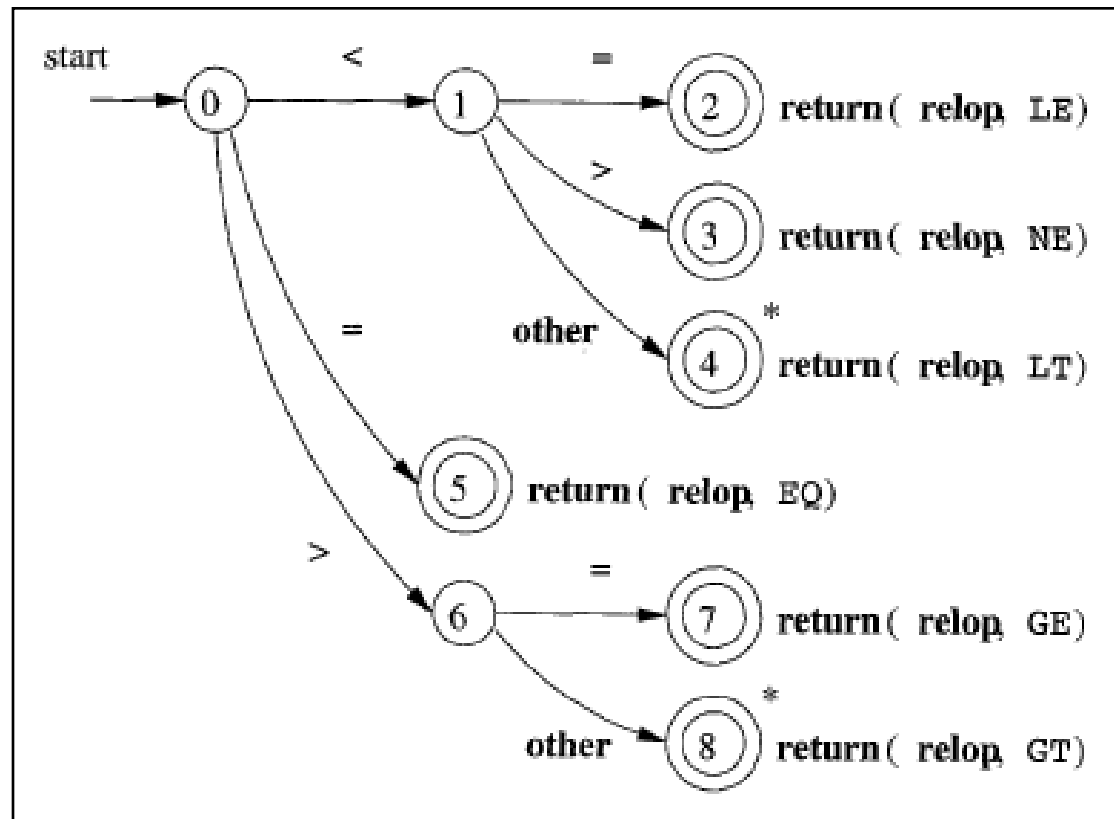 start
<
=
0
1
2
return( relop, LE)
>
3
return( relop, NE)
other
*
4
return( relop, LT)
=
5
return( relop, EQ)
>
=
6
7
return( relop, GE)
other
*
8
return( relop, GT)